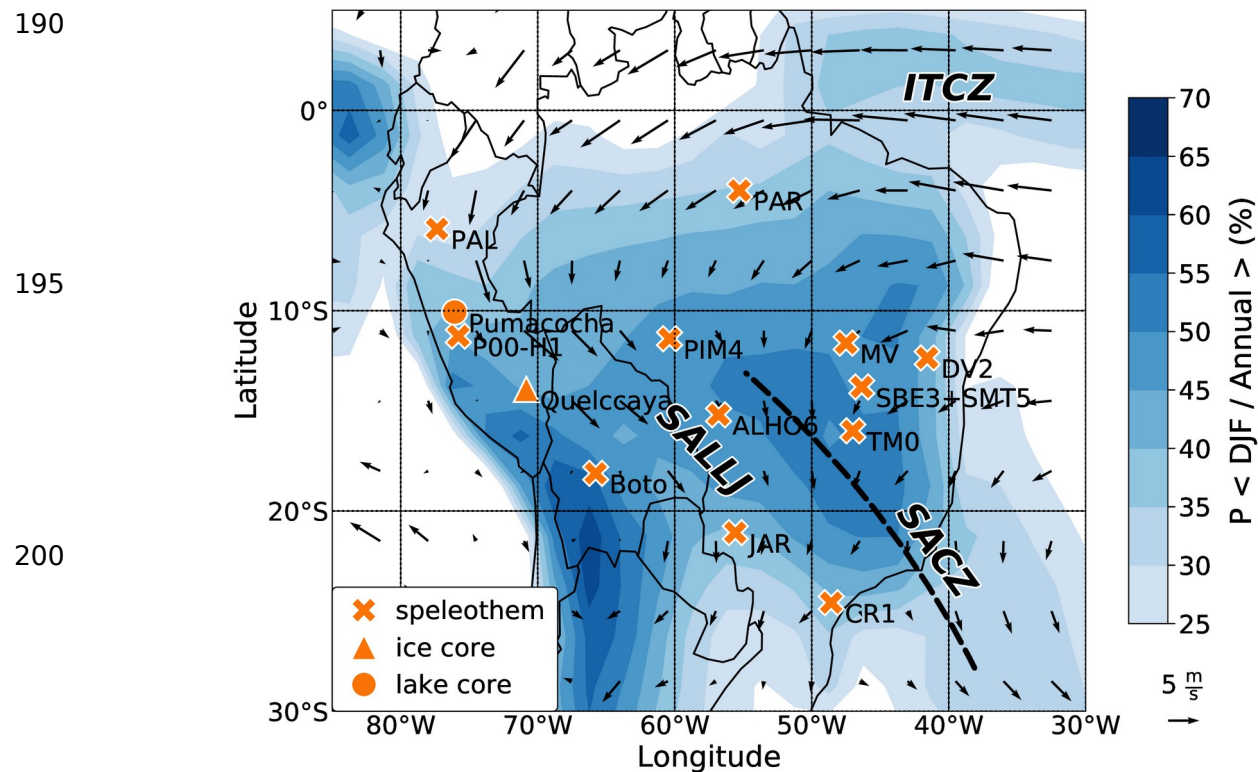 190
195
200
Latitude
0°
10°S
20°S
30°S
80°W
70°W
60°W
50°W
40°W
30°W
Longitude
ITCZ
PAR
PAL
Pumacocha
P00-H1
PIM4
MV
DV2
Quelccaya
SBE3+SMT5
ALHO6
TM0
SALLJ
Boto
SACZ
JAR
CR1
speleothem
ice core
lake core
70
65
60
55
50
45
40
35
30
25
P < DJF / Annual > (%)
5 m/s